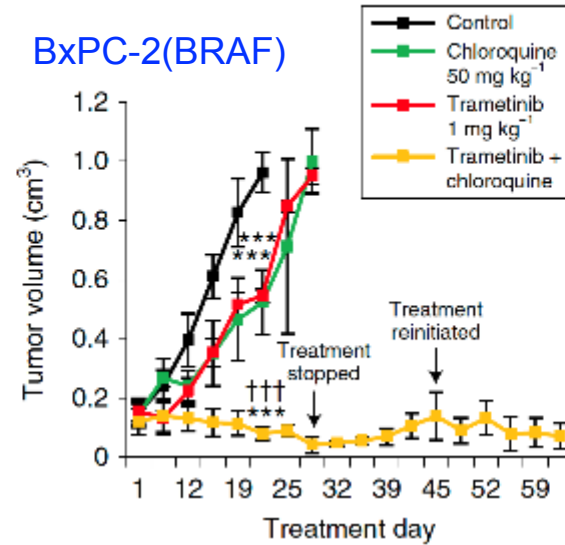 BxPC-2(BRAF)
Control
Chloroquine
50 mg kg⁻¹
Trametinib
1 mg kg⁻¹
Trametinib +
chloroquine
Tumor volume (cm³)
1.2
1.0
0.8
0.6
0.4
0.2
0
***
***
†††
***
Treatment
stopped
Treatment
reinitiated
1 12 19 25 32 39 45 52 59
Treatment day